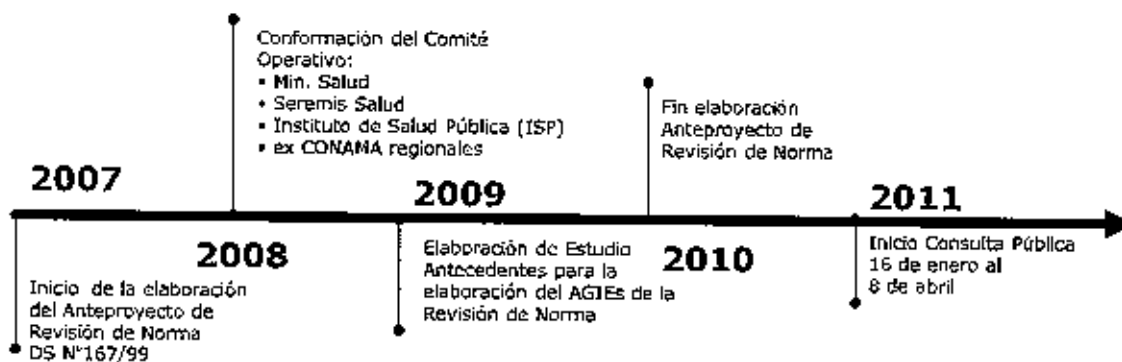 2007
Inicio de la elaboración
del Anteproyecto de
Revisión de Norma
DS N°167/99
Conformación del Comité
Operativo:
• Min. Salud
• Seremis Salud
• Instituto de Salud Pública (ISP)
• ex CONAMA regionales
2008
2009
Elaboración de Estudio
Antecedentes para la
elaboración del AGIEs de la
Revisión de Norma
Fin elaboración
Anteproyecto de
Revisión de Norma
2010
2011
Inicio Consulta Pública
16 de enero al
8 de abril